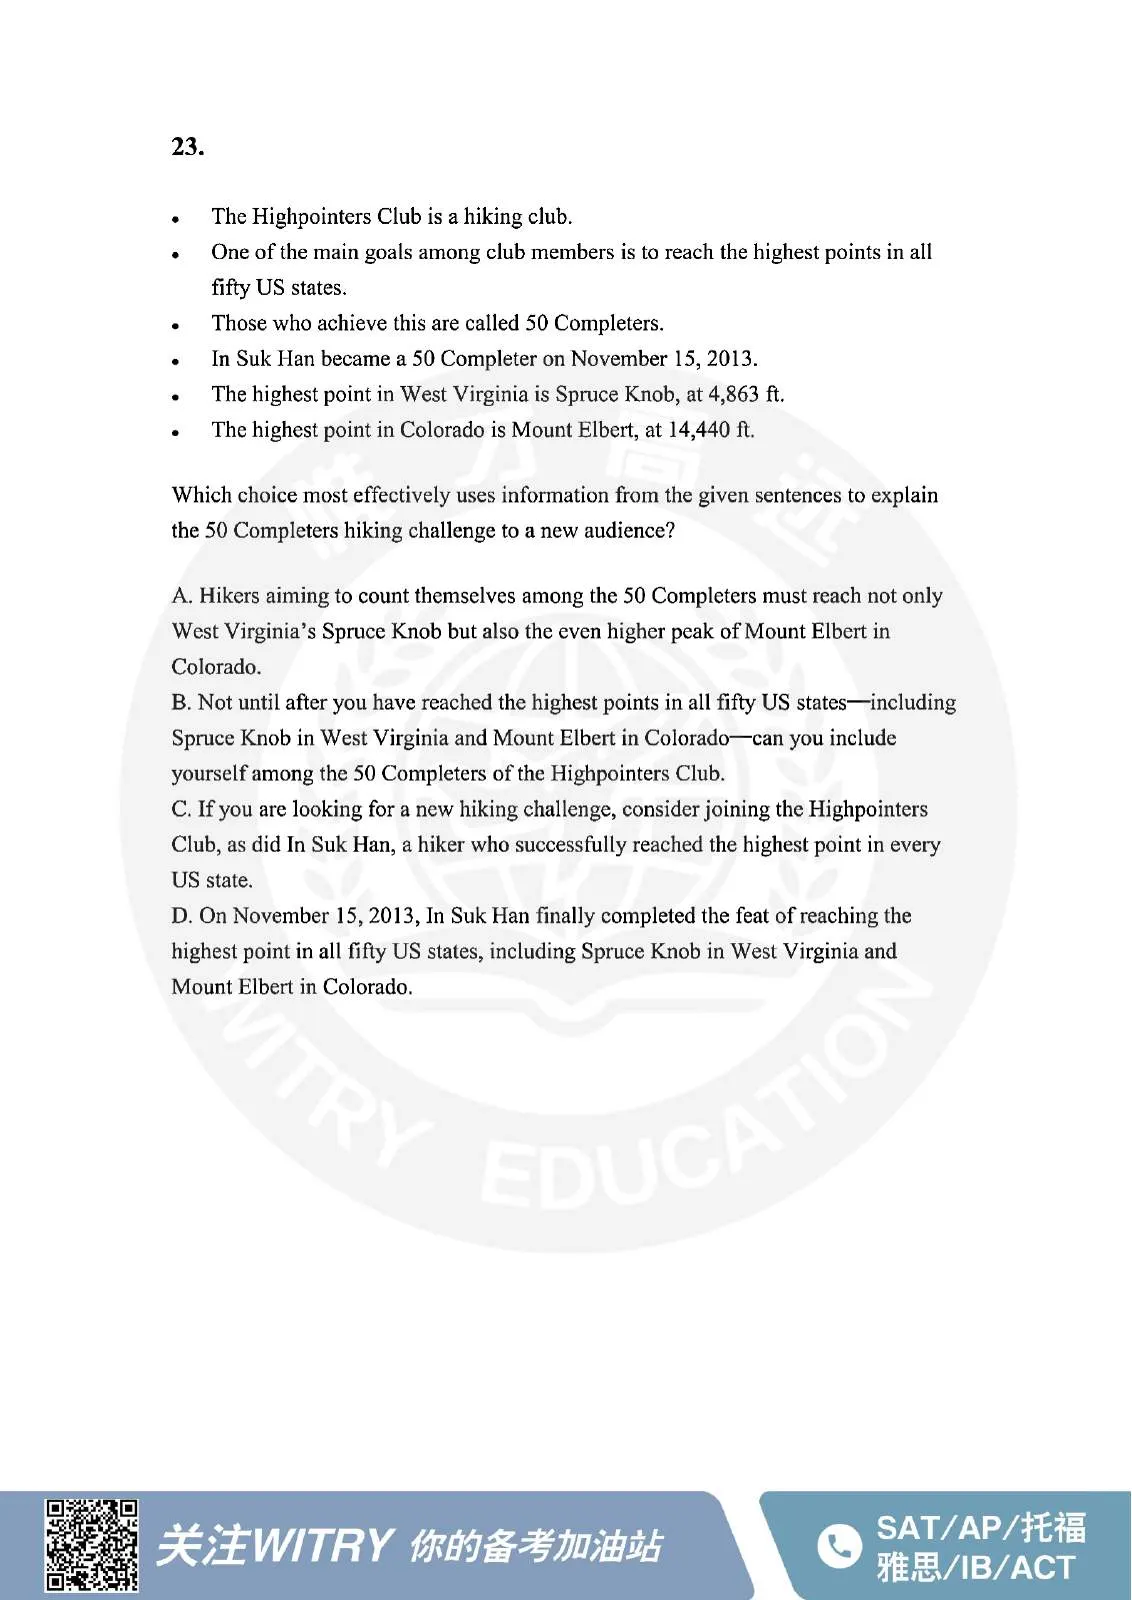 23.
• The Highpointers Club is a hiking club.
• One of the main goals among club members is to reach the highest points in all
fifty US states.
• Those who achieve this are called 50 Completers.
• In Suk Han became a 50 Completer on November 15, 2013.
• The highest point in West Virginia is Spruce Knob, at 4,863 ft.
• The highest point in Colorado is Mount Elbert, at 14,440 ft.
Which choice most effectively uses information from the given sentences to explain
the 50 Completers hiking challenge to a new audience?
A. Hikers aiming to count themselves among the 50 Completers must reach not only
West Virginia’s Spruce Knob but also the even higher peak of Mount Elbert in
Colorado.
B. Not until after you have reached the highest points in all fifty US states—including
Spruce Knob in West Virginia and Mount Elbert in Colorado—can you include
yourself among the 50 Completers of the Highpointers Club.
C. If you are looking for a new hiking challenge, consider joining the Highpointers
Club, as did In Suk Han, a hiker who successfully reached the highest point in every
US state.
D. On November 15, 2013, In Suk Han finally completed the feat of reaching the
highest point in all fifty US states, including Spruce Knob in West Virginia and
Mount Elbert in Colorado.
胜力高远
WITRY EDUCATION
关注WITRY 你的备考加油站
SAT/AP/托福
雅思/IB/ACT